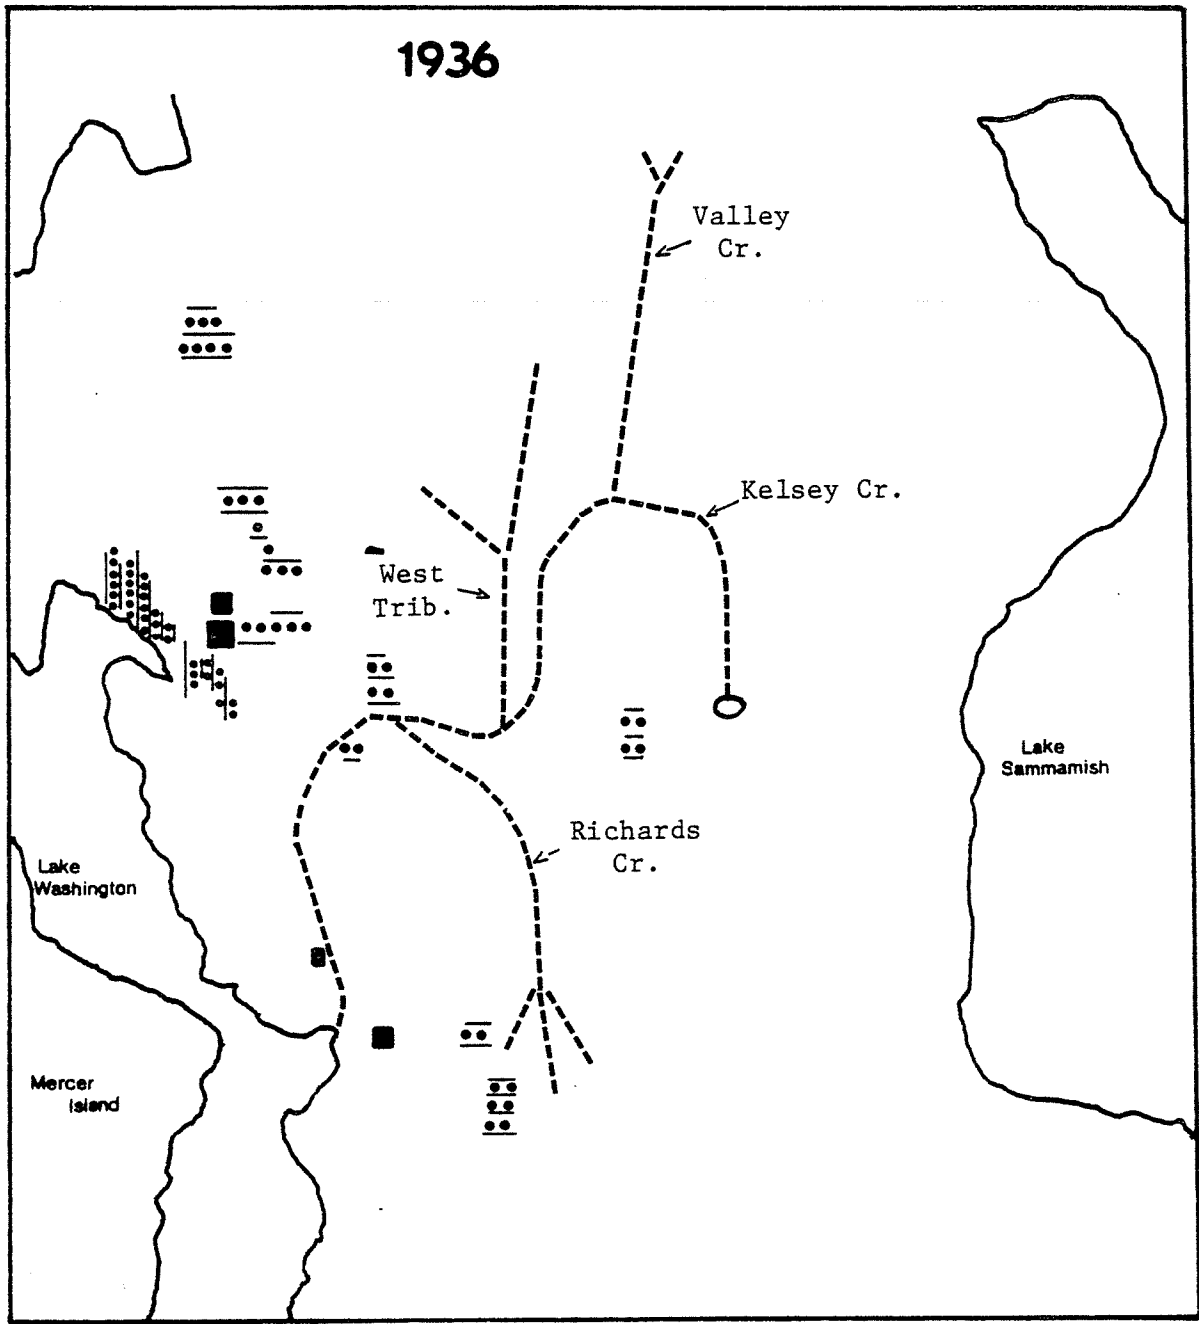 1936
Valley
Cr.
Kelsey Cr.
West
Trib.
Lake
Sammamish
Richards
Cr.
Lake
Washington
Mercer
Island